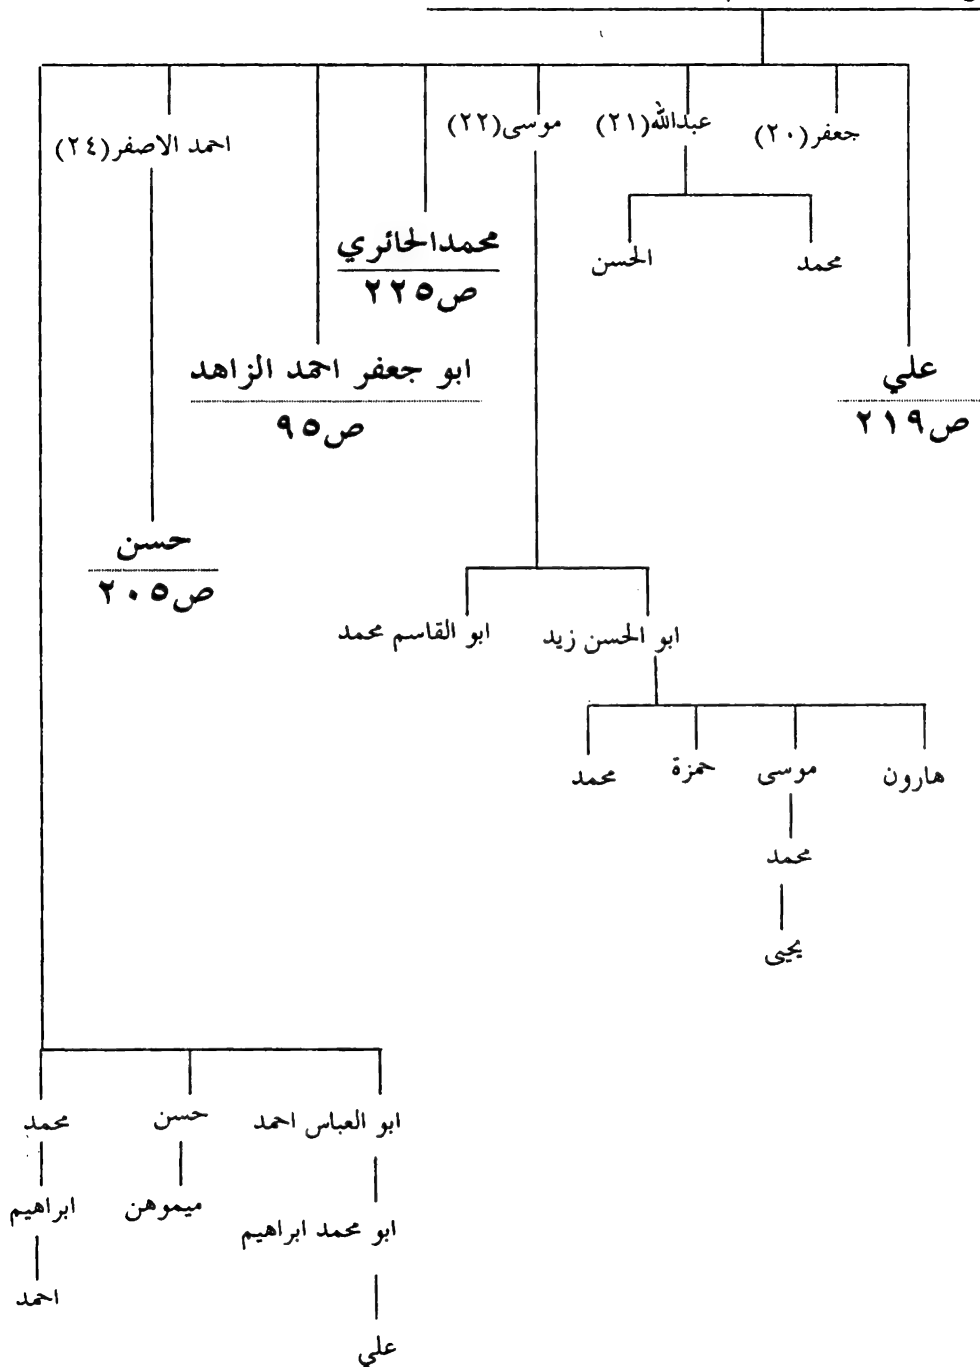 جعفر(٢٠) عبدالله(٢١) موسى(٢٢) احمد الاصفر(٢٤)
محمد الحسن محمدالحائري
ص٢٢٥
علي ابو جعفر احمد الزاهد
ص٢١٩ ص٩٥
حسن
ص٢٠٥
ابو الحسن زيد ابو القاسم محمد
هارون موسى حمزة محمد
محمد
يحيى
ابو العباس احمد حسن محمد
ابو محمد ابراهيم ميموهن ابراهيم
علي احمد